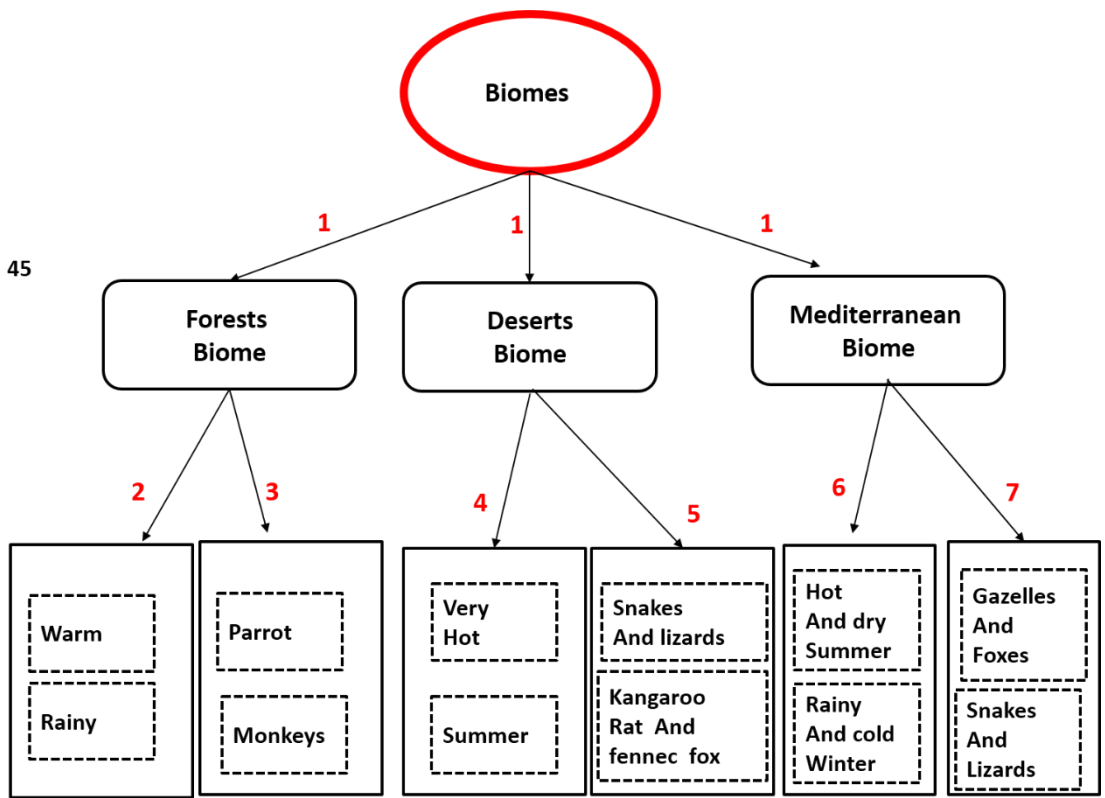 Biomes
1
1
1
45
Forests
Biome
Deserts
Biome
Mediterranean
Biome
2
3
4
5
6
7
Warm
Rainy
Parrot
Monkeys
Very
Hot
Summer
Snakes
And lizards
Kangaroo
Rat And
fennec fox
Hot
And dry
Summer
Rainy
And cold
Winter
Gazelles
And
Foxes
Snakes
And
Lizards